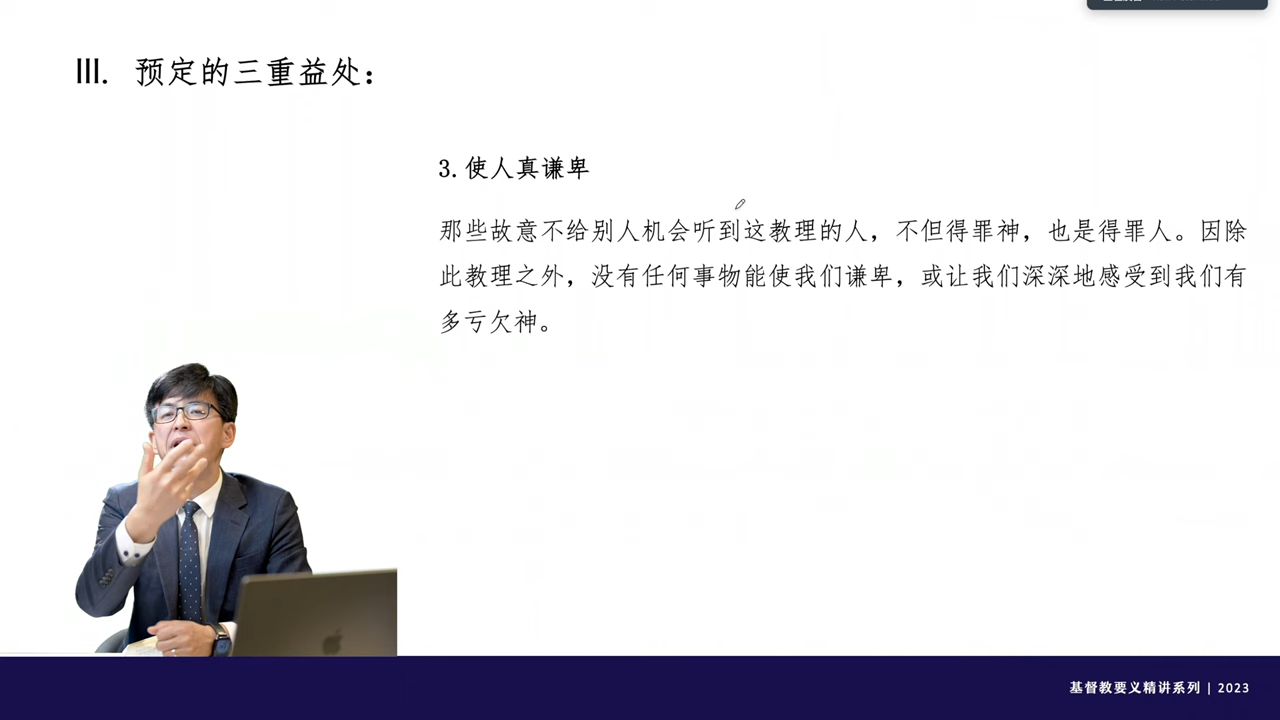 III. 预定的三重益处：
3.使人真谦卑
那些故意不给别人机会听到这教理的人，不但得罪神，也是得罪人。因除
此教理之外，没有任何事物能使我们谦卑，或让我们深深地感受到我们有
多亏欠神。
基督教要义精讲系列 | 2023